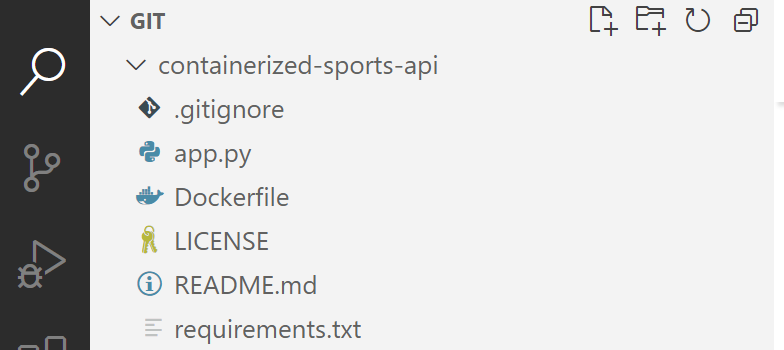 GIT
containerized-sports-api
.gitignore
app.py
Dockerfile
LICENSE
README.md
requirements.txt